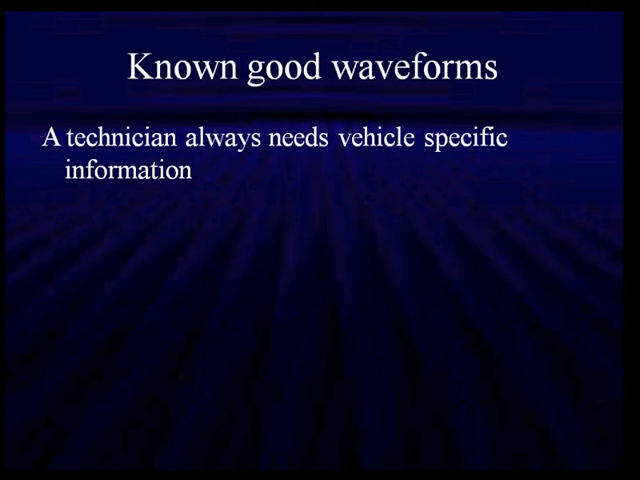 Known good waveforms
A technician always needs vehicle specific
information